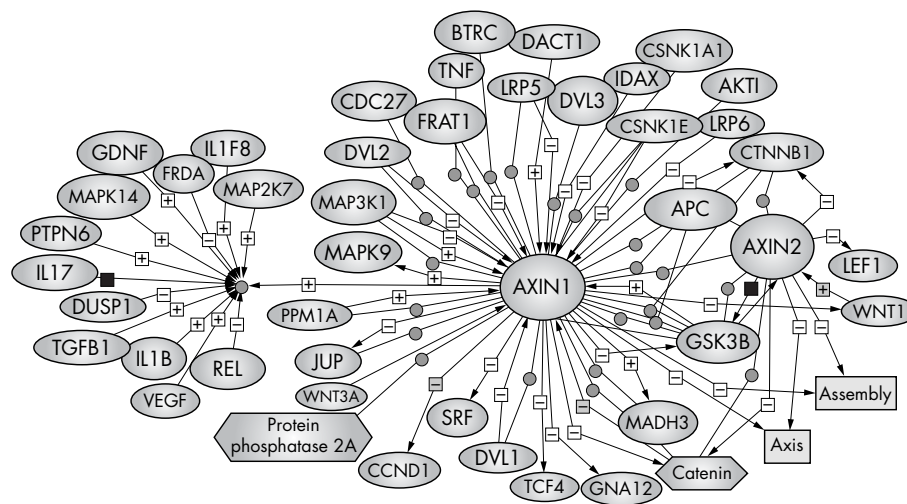 BTRC
DACT1
CSNK1A1
TNF
IDAX
AKTI
LRP5
CDC27
DVL3
FRAT1
CSNK1E
LRP6
GDNF
IL1F8
DVL2
CTNNB1
FRDA
MAPK14
MAP2K7
MAP3K1
APC
PTPN6
MAPK9
AXIN2
IL17
AXIN1
LEF1
DUSP1
PPM1A
WNT1
TGFB1
IL1B
REL
JUP
GSK3B
VEGF
WNT3A
Assembly
SRF
MADH3
Protein
phosphatase 2A
Axis
CCND1
DVL1
Catenin
TCF4
GNA12